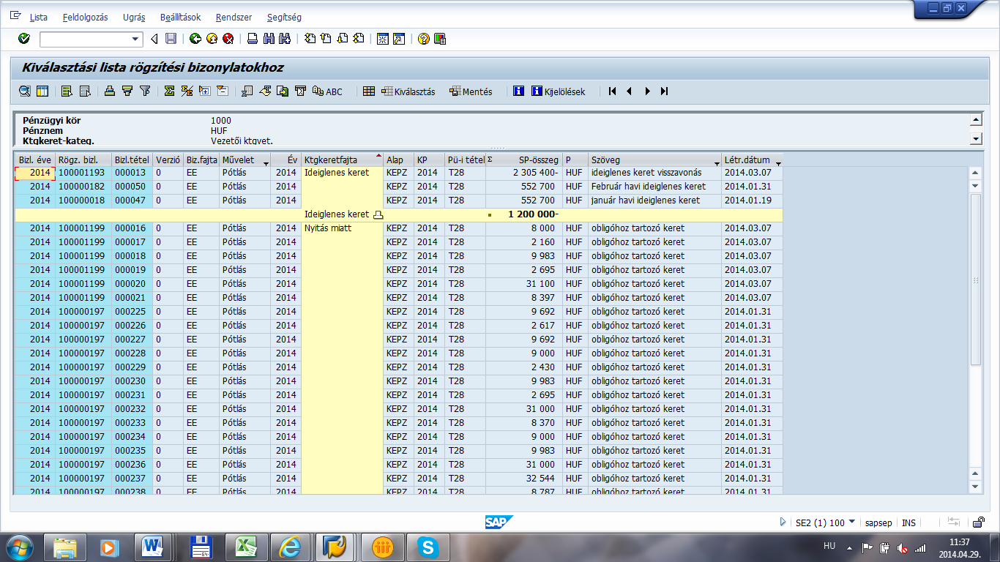 Lista Feldolgozás Ugrás Beállítások Rendszer Segítség
Kiválasztási lista rögzítési bizonylatokhoz
ABC Kiválasztás Mentés Kijelölések
Pénzügyi kör 1000
Pénznem HUF
Ktgkeret-kateg. Vezetői ktgvet.
Bizl. éve Rögz. bizl. Bizl.tétel Verzió Biz.fajta Művelet Év Ktgkeretfajta Alap KP Pü-i tétel Σ SP-összeg P Szöveg Létr.dátum
2014 100001193 000013 0 EE Pótlás 2014 Ideiglenes keret KEPZ 2014 T28 2 305 400- HUF ideiglenes keret visszavonás 2014.03.07
2014 100000182 000050 0 EE Pótlás 2014 KEPZ 2014 T28 552 700 HUF Február havi ideiglenes keret 2014.01.31
2014 100000018 000047 0 EE Pótlás 2014 KEPZ 2014 T28 552 700 HUF január havi ideiglenes keret 2014.01.19
Ideiglenes keret 1 200 000-
2014 100001199 000016 0 EE Pótlás 2014 Nyitás miatt KEPZ 2014 T28 8 000 HUF obligóhoz tartozó keret 2014.03.07
2014 100001199 000017 0 EE Pótlás 2014 KEPZ 2014 T28 2 160 HUF obligóhoz tartozó keret 2014.03.07
2014 100001199 000018 0 EE Pótlás 2014 KEPZ 2014 T28 9 983 HUF obligóhoz tartozó keret 2014.03.07
2014 100001199 000019 0 EE Pótlás 2014 KEPZ 2014 T28 2 695 HUF obligóhoz tartozó keret 2014.03.07
2014 100001199 000020 0 EE Pótlás 2014 KEPZ 2014 T28 31 100 HUF obligóhoz tartozó keret 2014.03.07
2014 100001199 000021 0 EE Pótlás 2014 KEPZ 2014 T28 8 397 HUF obligóhoz tartozó keret 2014.03.07
2014 100000197 000225 0 EE Pótlás 2014 KEPZ 2014 T28 9 692 HUF obligóhoz tartozó keret 2014.01.31
2014 100000197 000226 0 EE Pótlás 2014 KEPZ 2014 T28 2 617 HUF obligóhoz tartozó keret 2014.01.31
2014 100000197 000227 0 EE Pótlás 2014 KEPZ 2014 T28 9 692 HUF obligóhoz tartozó keret 2014.01.31
2014 100000197 000228 0 EE Pótlás 2014 KEPZ 2014 T28 9 000 HUF obligóhoz tartozó keret 2014.01.31
2014 100000197 000229 0 EE Pótlás 2014 KEPZ 2014 T28 2 430 HUF obligóhoz tartozó keret 2014.01.31
2014 100000197 000230 0 EE Pótlás 2014 KEPZ 2014 T28 9 983 HUF obligóhoz tartozó keret 2014.01.31
2014 100000197 000231 0 EE Pótlás 2014 KEPZ 2014 T28 2 695 HUF obligóhoz tartozó keret 2014.01.31
2014 100000197 000232 0 EE Pótlás 2014 KEPZ 2014 T28 31 000 HUF obligóhoz tartozó keret 2014.01.31
2014 100000197 000233 0 EE Pótlás 2014 KEPZ 2014 T28 8 370 HUF obligóhoz tartozó keret 2014.01.31
2014 100000197 000234 0 EE Pótlás 2014 KEPZ 2014 T28 9 000 HUF obligóhoz tartozó keret 2014.01.31
2014 100000197 000235 0 EE Pótlás 2014 KEPZ 2014 T28 9 983 HUF obligóhoz tartozó keret 2014.01.31
2014 100000197 000236 0 EE Pótlás 2014 KEPZ 2014 T28 31 000 HUF obligóhoz tartozó keret 2014.01.31
2014 100000197 000237 0 EE Pótlás 2014 KEPZ 2014 T28 32 544 HUF obligóhoz tartozó keret 2014.01.31
2014 100000197 000238 0 EE Pótlás 2014 KEPZ 2014 T28 8 787 HUF obligóhoz tartozó keret 2014.01.31
SAP SE2 (1) 100 sapsep INS
HU 11:37
2014.04.29.